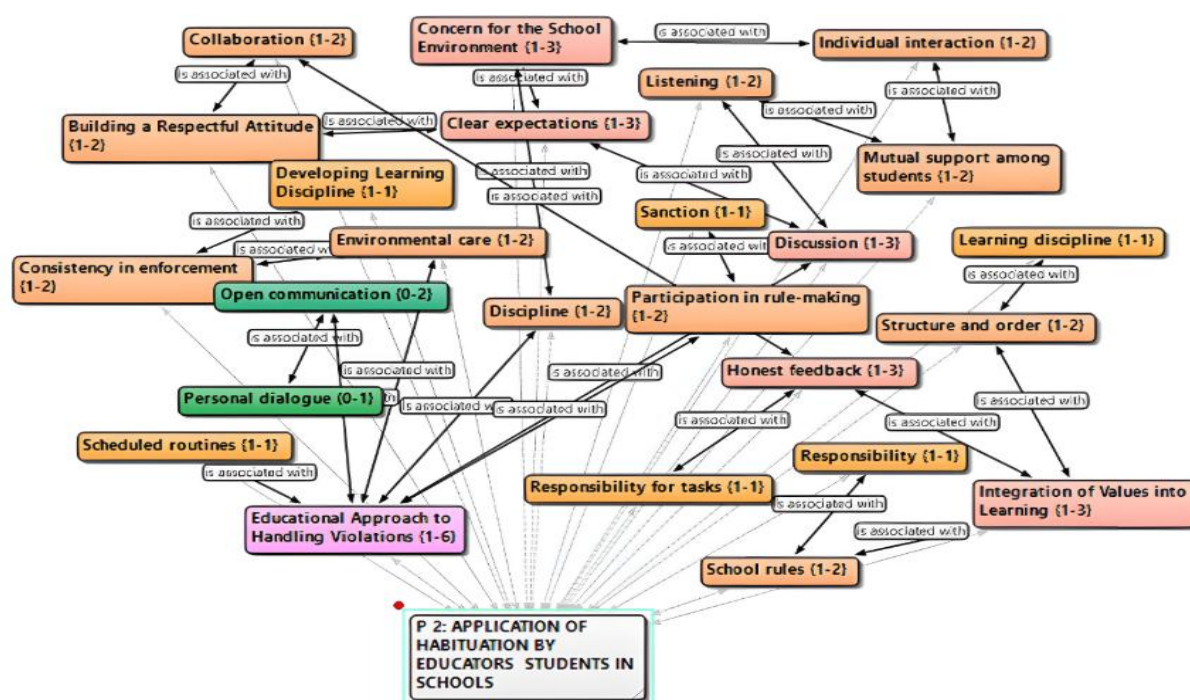 Collaboration {1-2}
Concern for the School
Environment {1-3}
is associated with
Individual interaction {1-2}
is associated with
is associated with
Listening {1-2}
is associated with
is associated with
Building a Respectful Attitude
{1-2}
is associated with
Clear expectations {1-3}
is associated with
Mutual support among
students {1-2}
Developing Learning
Discipline {1-1}
is associated with
is associated with
is associated with
Sanction {1-1}
is associated with
Environmental care {1-2}
is associated wi
Discussion {1-3}
Learning discipline {1-1}
is associated with
Consistency in enforcement
{1-2}
is associated
Open communication {0-2}
Discipline {1-2}
Participation in rule-making
{1-2}
Structure and order {1-2}
is associated with
is associated with
is associated with
Honest feedback {1-3}
Personal dialogue {0-1}
is associated w
is associated with
is associated with
is associated with
is associated with
Scheduled routines {1-1}
is associated with
Responsibility {1-1}
Responsibility for tasks {1-1}
is associated with
Integration of Values into
Learning {1-3}
Educational Approach to
Handling Violations {1-6}
is associated with
School rules {1-2}
P 2: APPLICATION OF
HABITUATION BY
EDUCATORS STUDENTS IN
SCHOOLS